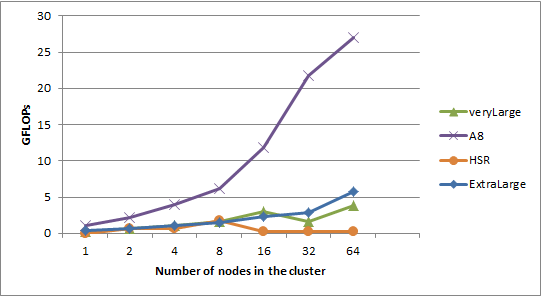 30
25
20
15
10
5
0
GFLOPs
1 2 4 8 16 32 64
Number of nodes in the cluster
veryLarge
A8
HSR
ExtraLarge